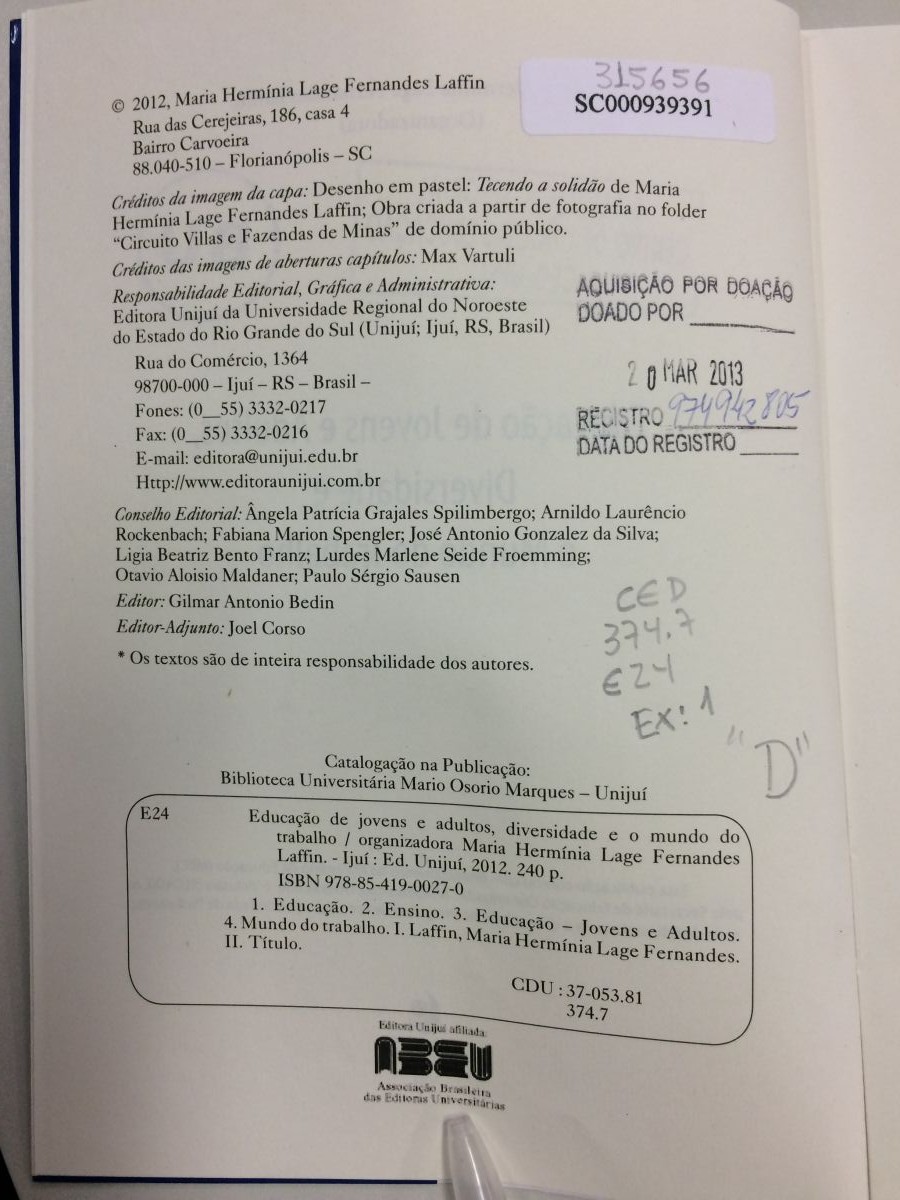 315656
SC000939391
© 2012, Maria Hermínia Lage Fernandes Laffin
Rua das Cerejeiras, 186, casa 4
Bairro Carvoeira
88.040-510 – Florianópolis – SC
Créditos da imagem da capa: Desenho em pastel: Tecendo a solidão de Maria
Hermínia Lage Fernandes Laffin; Obra criada a partir de fotografia no folder
“Circuito Villas e Fazendas de Minas” de domínio público.
Créditos das imagens de aberturas capítulos: Max Vartuli
Responsabilidade Editorial, Gráfica e Administrativa:
Editora Unijuí da Universidade Regional do Noroeste
do Estado do Rio Grande do Sul (Unijuí; Ijuí, RS, Brasil)
Rua do Comércio, 1364
98700-000 – Ijuí – RS – Brasil –
Fones: (0__55) 3332-0217
Fax: (0__55) 3332-0216
E-mail: editora@unijui.edu.br
Http://www.editoraunijui.com.br
AQUISIÇÃO POR DOAÇÃO
DOADO POR
20 MAR 2013
REGISTRO 974942805
DATA DO REGISTRO
Conselho Editorial: Ângela Patrícia Grajales Spilimbergo; Arnildo Laurêncio
Rockenbach; Fabiana Marion Spengler; José Antonio Gonzalez da Silva;
Ligia Beatriz Bento Franz; Lurdes Marlene Seide Froemming;
Otavio Aloisio Maldaner; Paulo Sérgio Sausen
Editor: Gilmar Antonio Bedin
Editor-Adjunto: Joel Corso
* Os textos são de inteira responsabilidade dos autores.
CED
374.7
E24
EX: 1
"D"
Catalogação na Publicação:
Biblioteca Universitária Mario Osorio Marques – Unijuí
E24
Educação de jovens e adultos, diversidade e o mundo do
trabalho / organizadora Maria Hermínia Lage Fernandes
Laffin. - Ijuí : Ed. Unijuí, 2012. 240 p.
ISBN 978-85-419-0027-0
1. Educação. 2. Ensino. 3. Educação – Jovens e Adultos.
4. Mundo do trabalho. I. Laffin, Maria Hermínia Lage Fernandes.
II. Título.
CDU : 37-053.81
374.7
Editora Unijuí afiliada:
ABEU
Associação Brasileira
das Editoras Universitárias